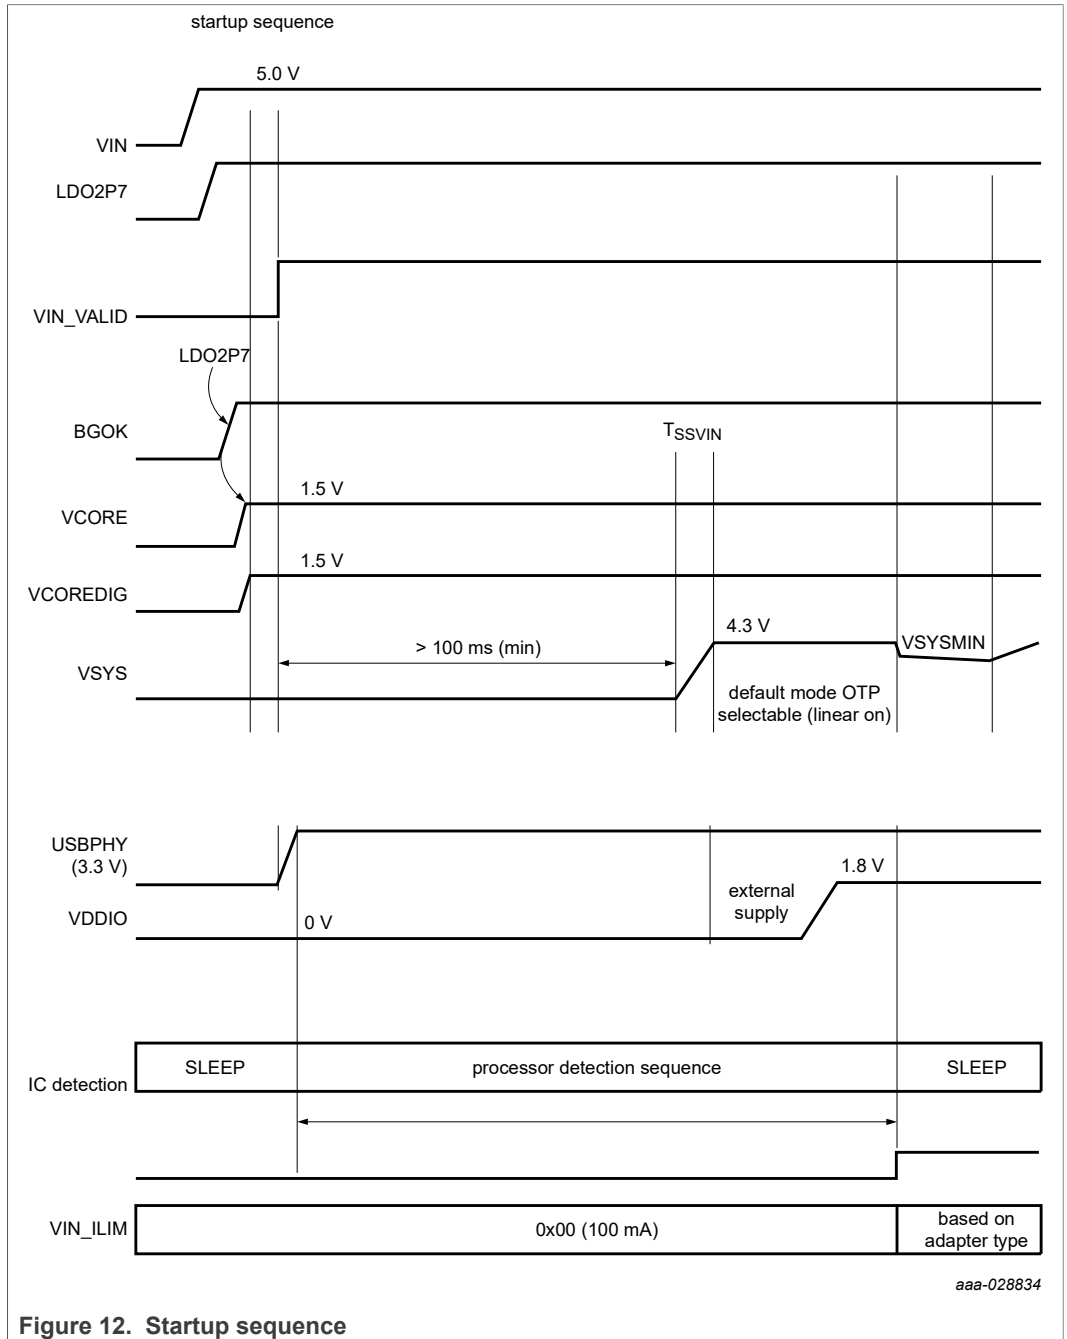 startup sequence
5.0 V
VIN
LDO2P7
VIN_VALID
LDO2P7
BGOK
TSSVIN
1.5 V
VCORE
1.5 V
VCOREDIG
4.3 V
> 100 ms (min)
VSYSMIN
VSYS
default mode OTP
selectable (linear on)
USBPHY
(3.3 V)
1.8 V
external
supply
VDDIO
0 V
SLEEP
processor detection sequence
SLEEP
IC detection
VIN_ILIM
0x00 (100 mA)
based on
adapter type
aaa-028834
Figure 12. Startup sequence